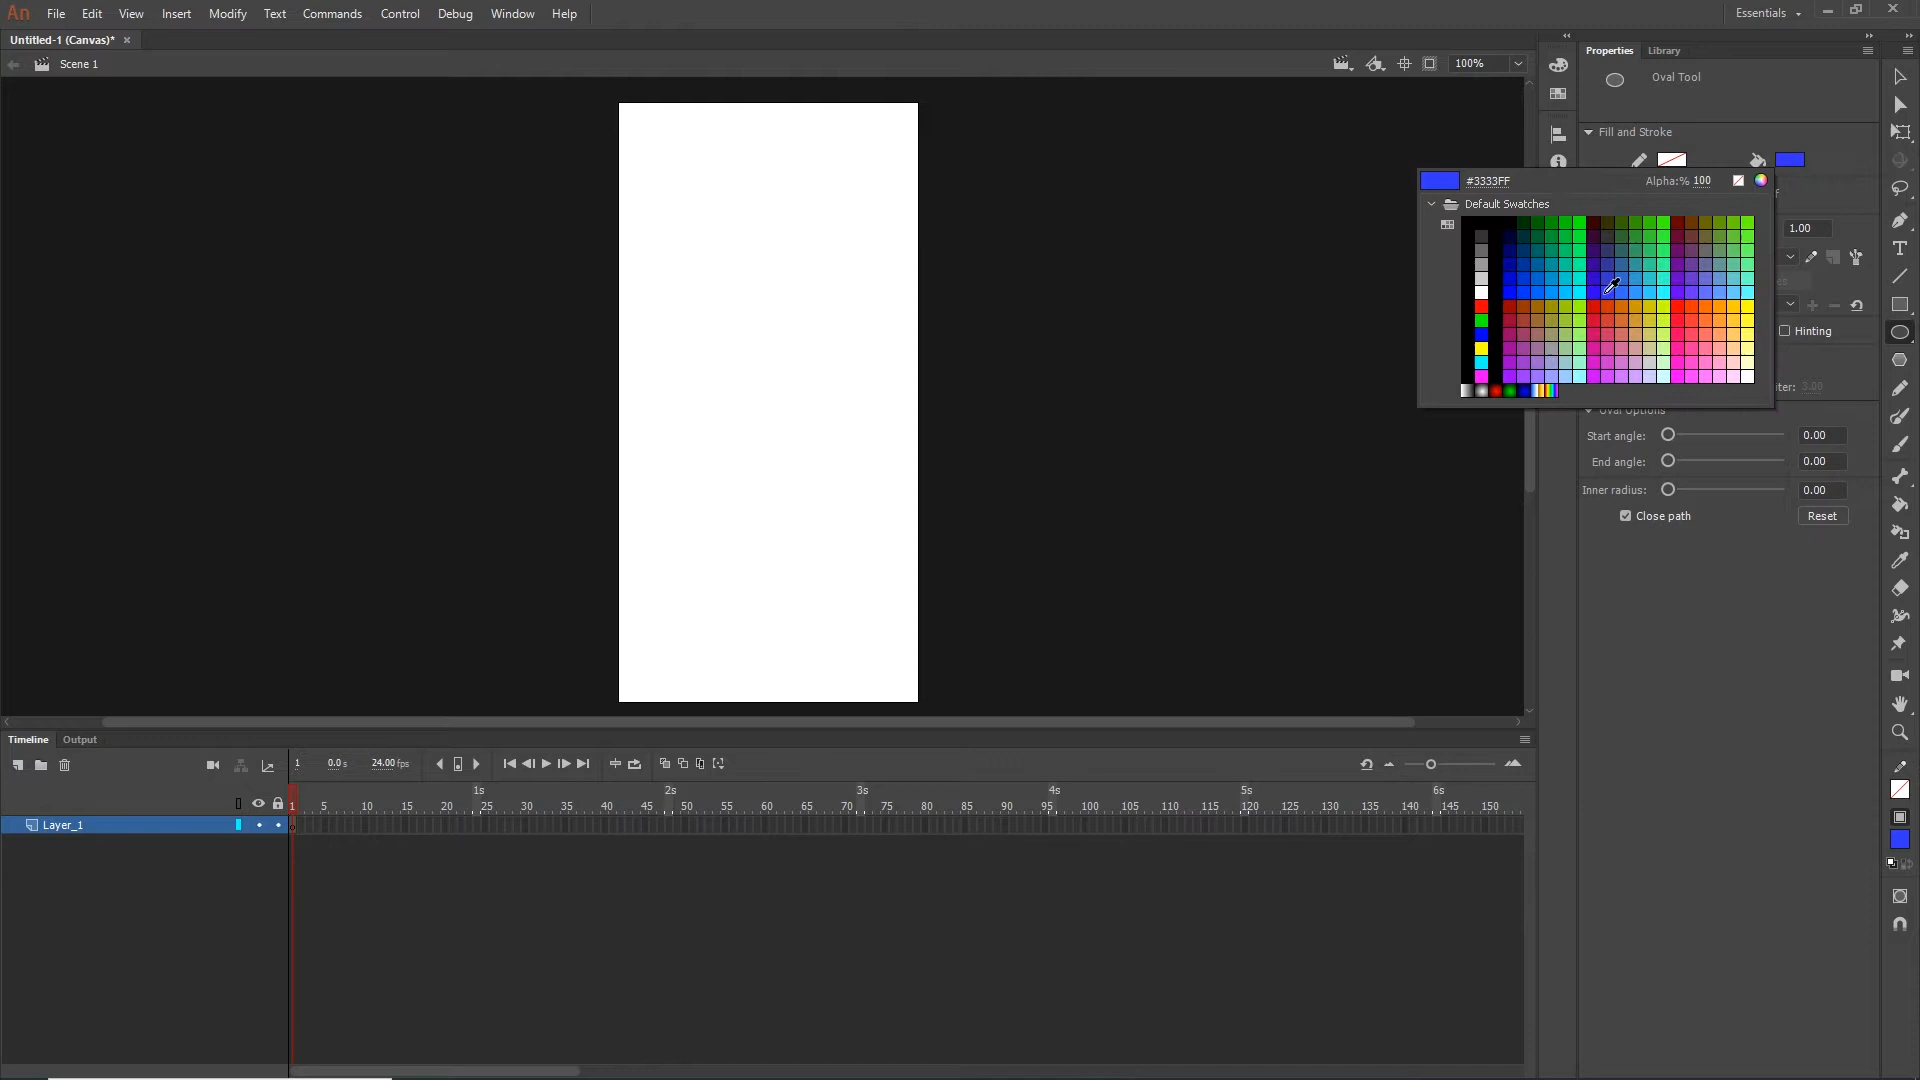 An File Edit View Insert Modify Text Commands Control Debug Window Help Essentials
Untitled-1 (Canvas)*
Scene 1 100%
Properties Library
Oval Tool
Fill and Stroke
#3333FF Alpha:% 100
Default Swatches
1.00
Hinting
3.00
Oval Options
Start angle: 0.00
End angle: 0.00
Inner radius: 0.00
Close path Reset
Timeline Output
1 0.0 s 24.00 fps
1s 2s 3s 4s 5s 6s
1 5 10 15 20 25 30 35 40 45 50 55 60 65 70 75 80 85 90 95 100 105 110 115 120 125 130 135 140 145 150
Layer_1